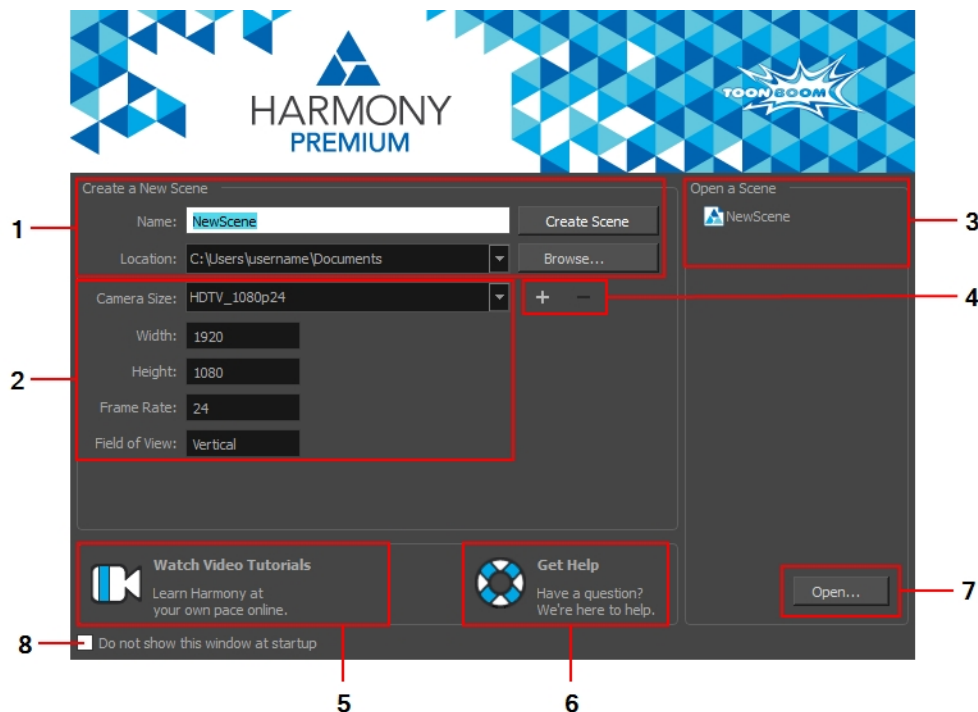 HARMONY
PREMIUM
TOON BOOM
Create a New Scene
Name: NewScene Create Scene
Location: C:\Users\username\Documents Browse...
Camera Size: HDTV_1080p24 + −
Width: 1920
Height: 1080
Frame Rate: 24
Field of View: Vertical
Open a Scene
NewScene
Watch Video Tutorials
Learn Harmony at
your own pace online.
Get Help
Have a question?
We're here to help.
Open...
Do not show this window at startup
1
2
3
4
5
6
7
8